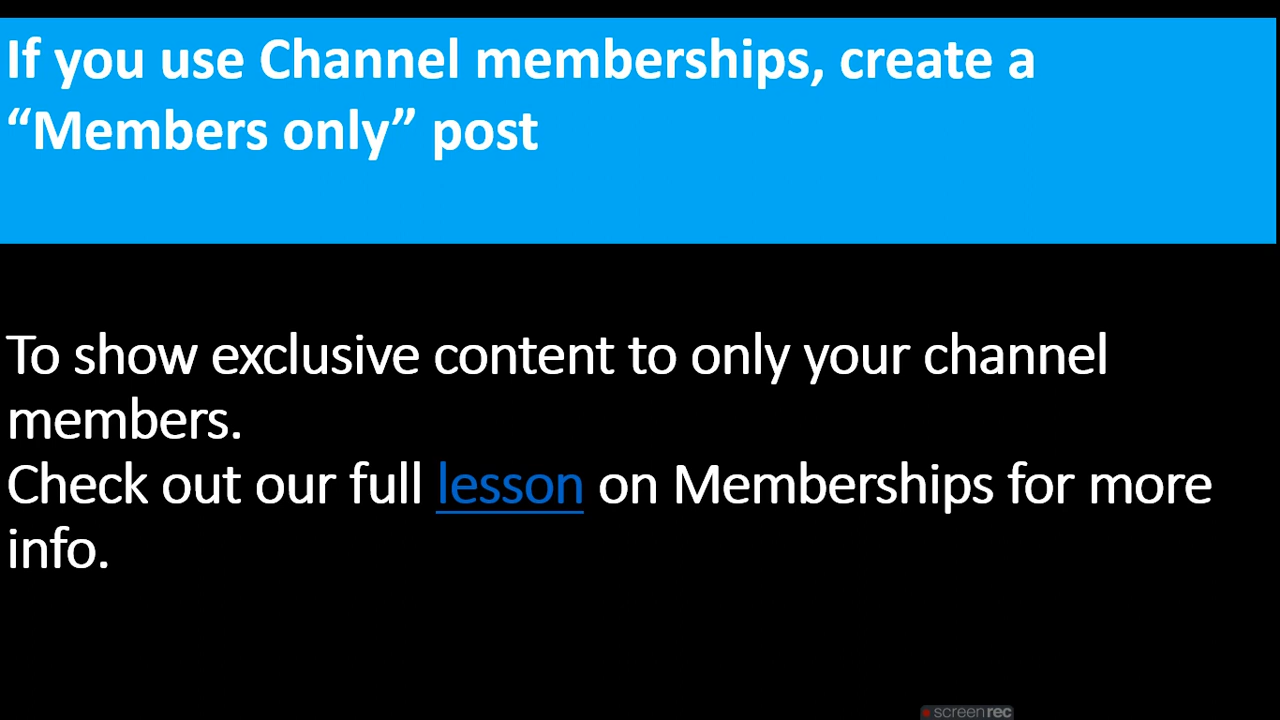 If you use Channel memberships, create a
“Members only” post
To show exclusive content to only your channel
members.
Check out our full lesson on Memberships for more
info.
screenrec